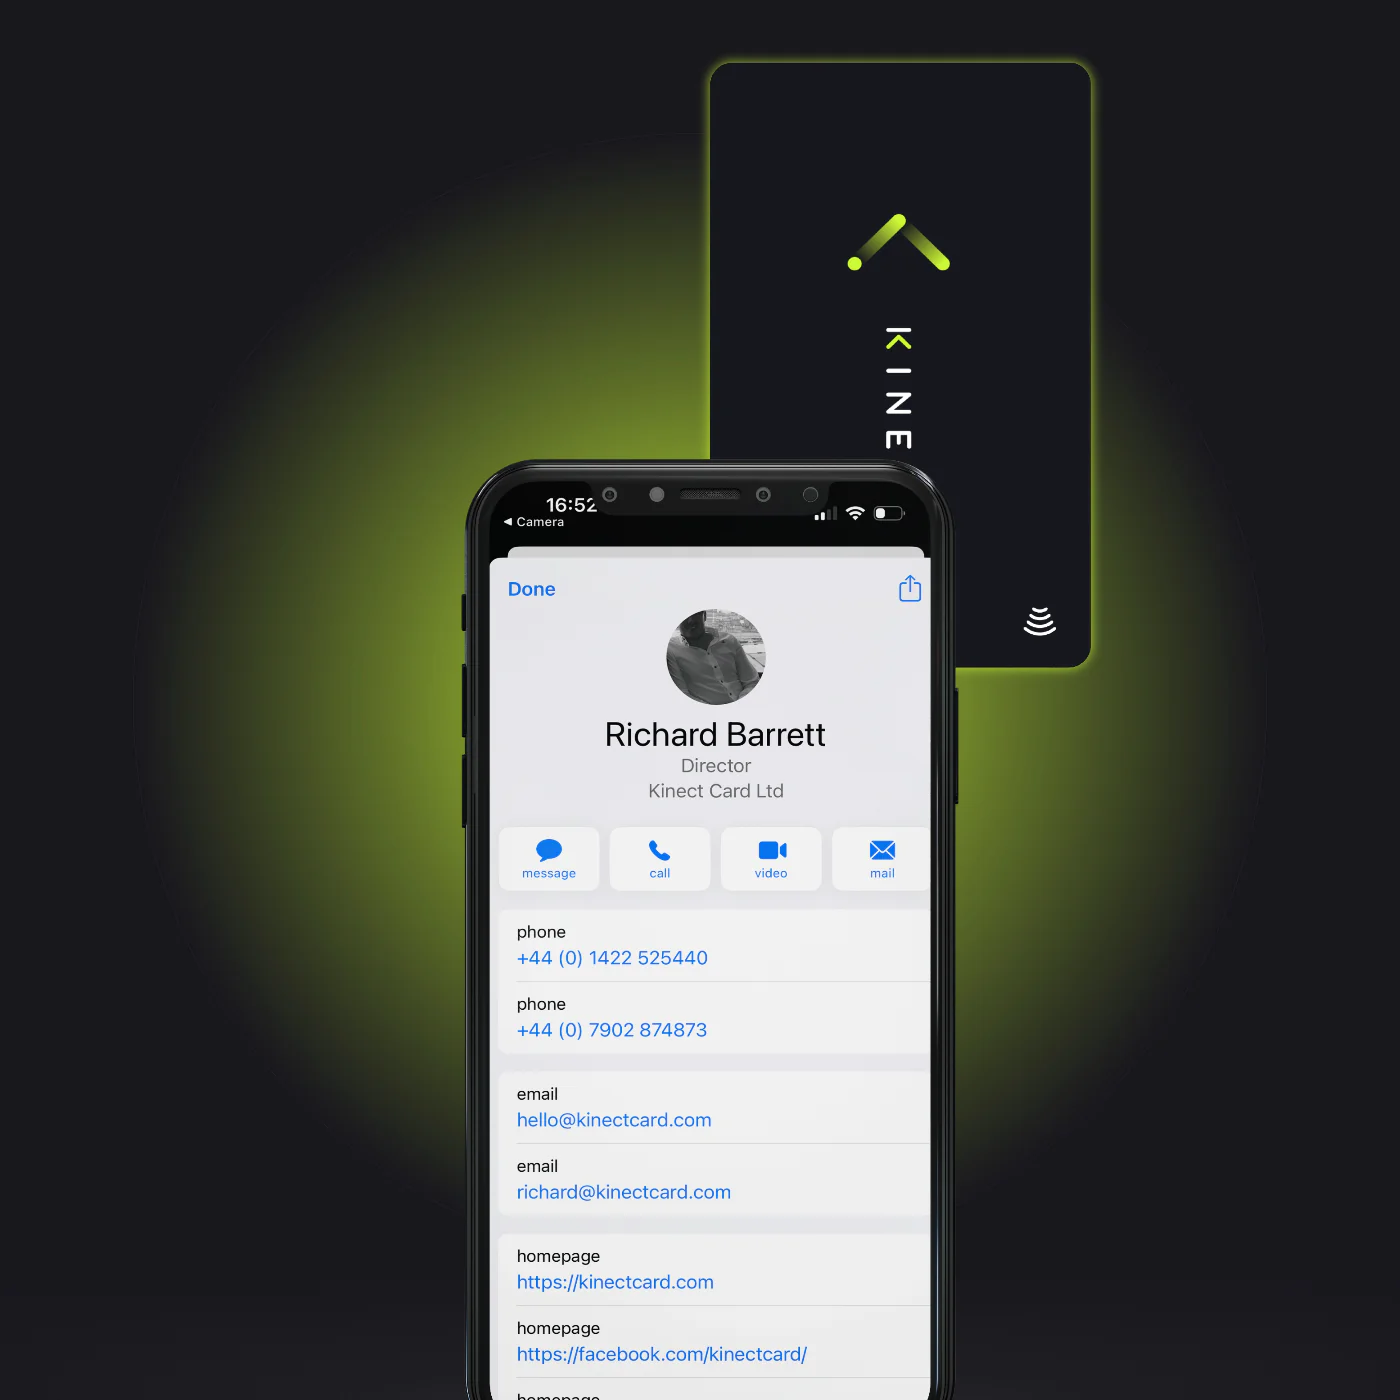 KINE
16:52
◀ Camera
Done
Richard Barrett
Director
Kinect Card Ltd
message call video mail
phone
+44 (0) 1422 525440
phone
+44 (0) 7902 874873
email
hello@kinectcard.com
email
richard@kinectcard.com
homepage
https://kinectcard.com
homepage
https://facebook.com/kinectcard/
homepage